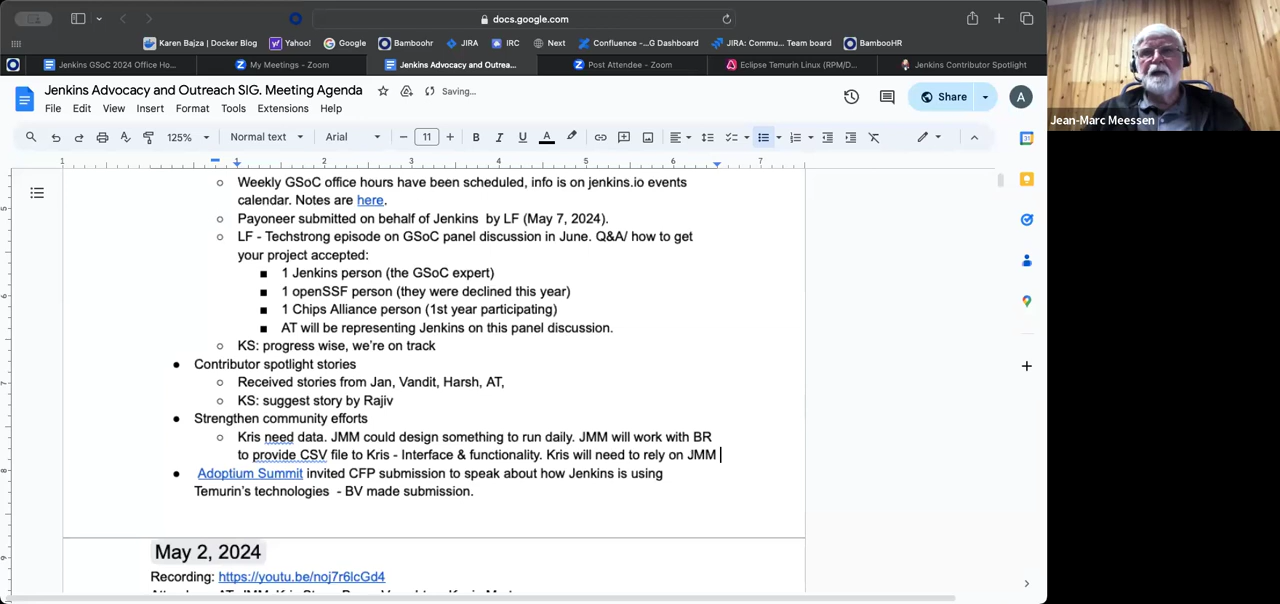 docs.google.com
Karen Bajza | Docker Blog
Yahoo!
Google
Bamboohr
JIRA
IRC
Next
Confluence ...G Dashboard
JIRA: Commu... Team board
BambooHR
Jenkins GSoC 2024 Office Ho...
My Meetings - Zoom
Jenkins Advocacy and Outrea...
Post Attendee - Zoom
Eclipse Temurin Linux (RPM/D...
Jenkins Contributor Spotlight
Jenkins Advocacy and Outreach SIG. Meeting Agenda
Saving...
File Edit View Insert Format Tools Extensions Help
Share
A
125%
Normal text
Arial
11
B I U A
1 1 2 3 4 5 6 7
Weekly GSoC office hours have been scheduled, info is on jenkins.io events
calendar. Notes are here.
Payoneer submitted on behalf of Jenkins by LF (May 7, 2024).
LF - Techstrong episode on GSoC panel discussion in June. Q&A/ how to get
your project accepted:
1 Jenkins person (the GSoC expert)
1 openSSF person (they were declined this year)
1 Chips Alliance person (1st year participating)
AT will be representing Jenkins on this panel discussion.
KS: progress wise, we're on track
Contributor spotlight stories
Received stories from Jan, Vandit, Harsh, AT,
KS: suggest story by Rajiv
Strengthen community efforts
Kris need data. JMM could design something to run daily. JMM will work with BR
to provide CSV file to Kris - Interface & functionality. Kris will need to rely on JMM
Adoptium Summit invited CFP submission to speak about how Jenkins is using
Temurin's technologies - BV made submission.
May 2, 2024
Recording: https://youtu.be/noj7r6lcGd4
Jean-Marc Meessen